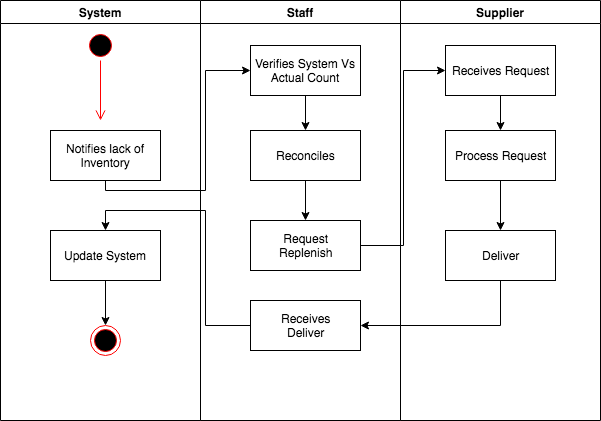 System
Staff
Supplier
Verifies System Vs
Actual Count
Receives Request
Notifies lack of
Inventory
Reconciles
Process Request
Update System
Request
Replenish
Deliver
Receives
Deliver